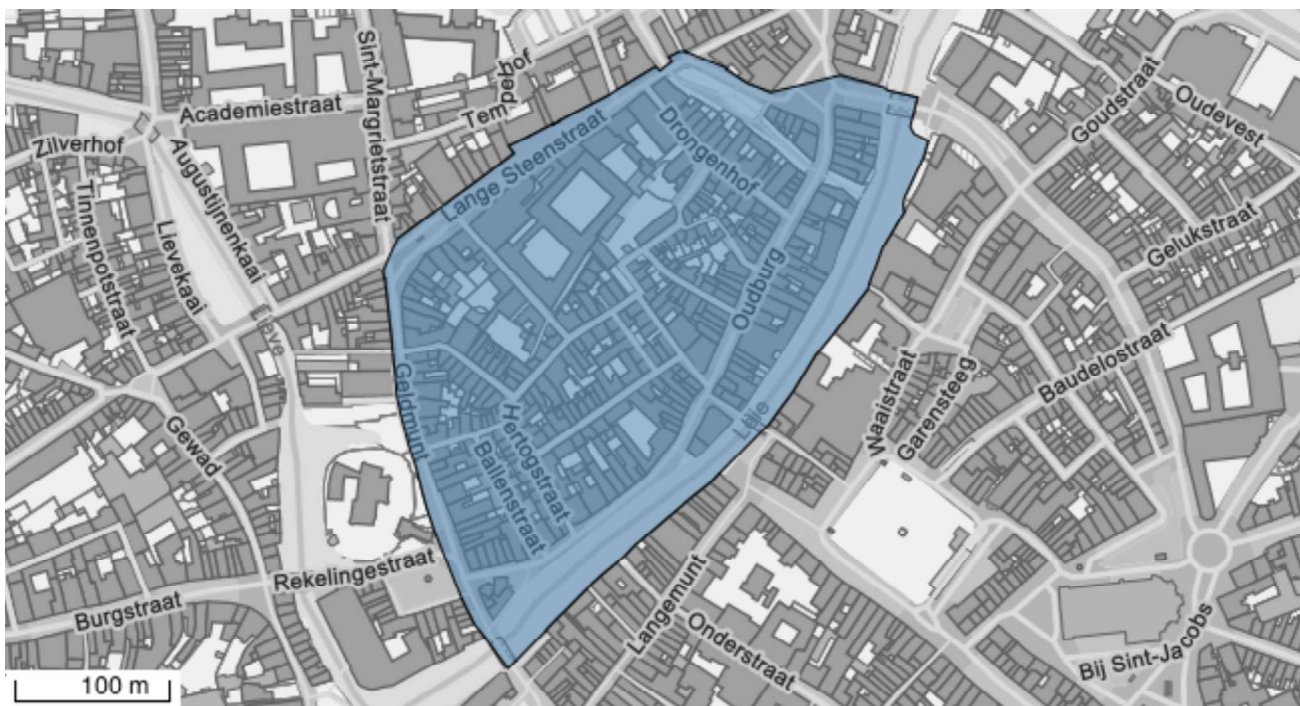 Sint-Margrietstraat
Academiestraat
Tempelhof
Zilverhof
Augustijnenkaai
Tinnenpotstraat
Lievekaai
Lieve
Lange Steenstraat
Drongenhof
Oudburg
Goudstraat
Oudevest
Gelukstraat
Geldmunt
Hertogstraat
Ballenstraat
Leie
Waaistraat
Garensteeg
Baudelostraat
Gewad
Rekelingestraat
Burgstraat
Langemunt
Onderstraat
Bij Sint-Jacobs
100 m